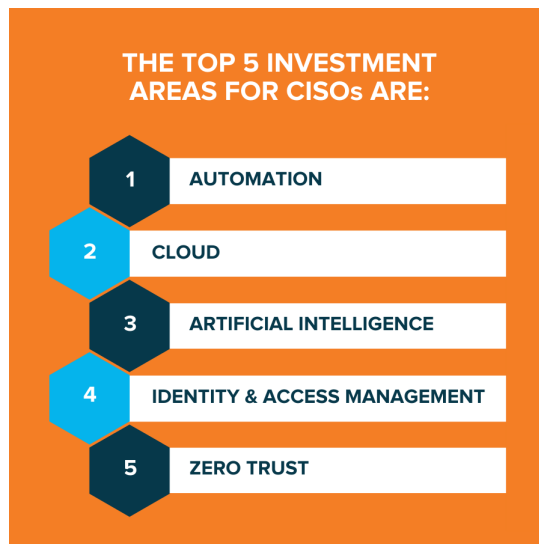 THE TOP 5 INVESTMENT
AREAS FOR CISOs ARE:
1 AUTOMATION
2 CLOUD
3 ARTIFICIAL INTELLIGENCE
4 IDENTITY & ACCESS MANAGEMENT
5 ZERO TRUST